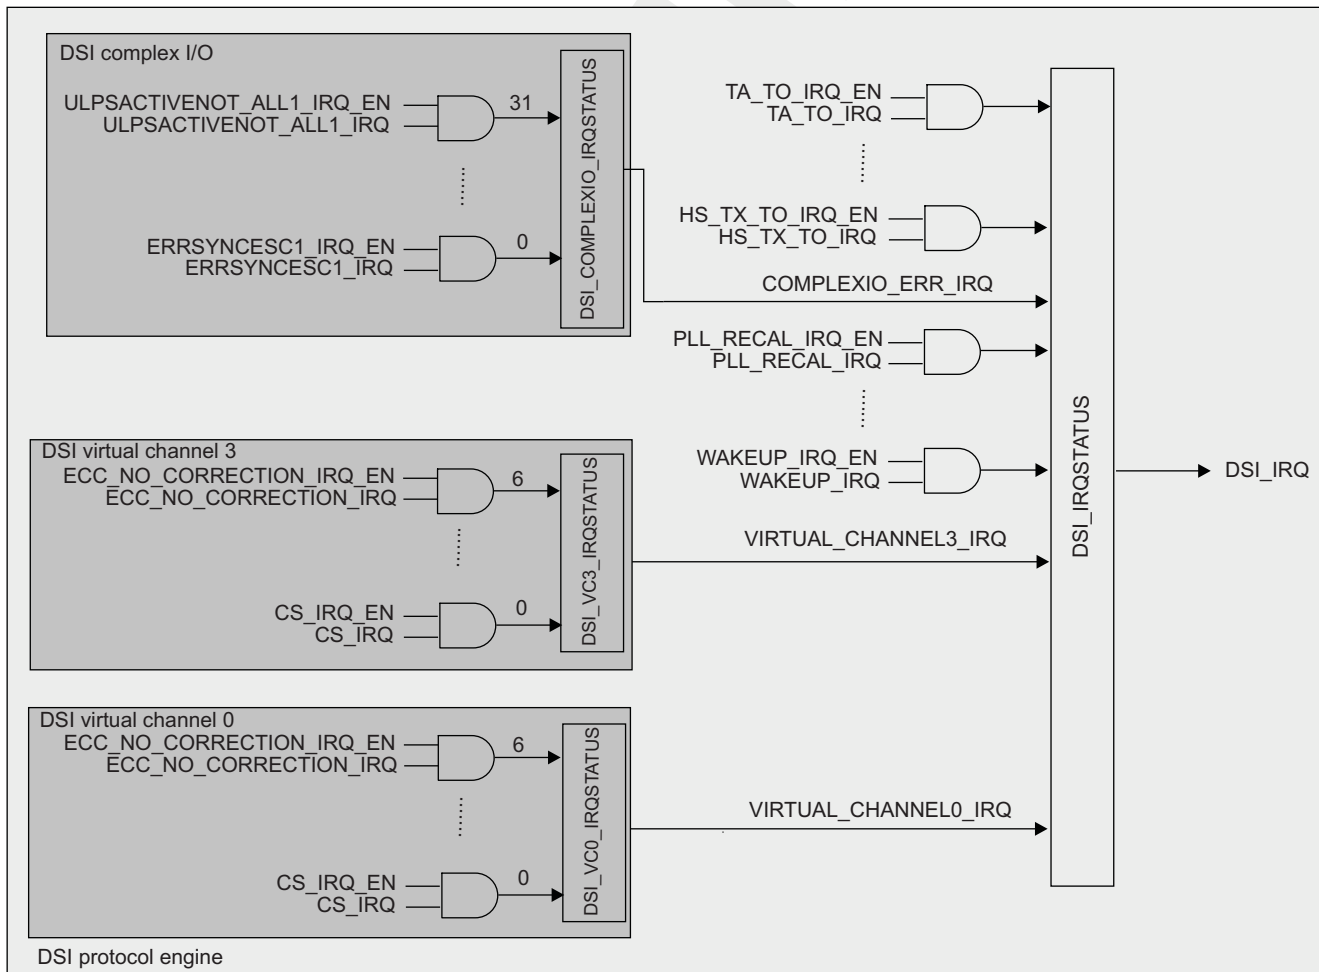 DSI complex I/O
ULPSACTIVENOT_ALL1_IRQ_EN
ULPSACTIVENOT_ALL1_IRQ
31
ERRSYNCESC1_IRQ_EN
ERRSYNCESC1_IRQ
0
DSI_COMPLEXIO_IRQSTATUS
TA_TO_IRQ_EN
TA_TO_IRQ
HS_TX_TO_IRQ_EN
HS_TX_TO_IRQ
COMPLEXIO_ERR_IRQ
PLL_RECAL_IRQ_EN
PLL_RECAL_IRQ
WAKEUP_IRQ_EN
WAKEUP_IRQ
DSI virtual channel 3
ECC_NO_CORRECTION_IRQ_EN
ECC_NO_CORRECTION_IRQ
6
CS_IRQ_EN
CS_IRQ
0
DSI_VC3_IRQSTATUS
VIRTUAL_CHANNEL3_IRQ
DSI virtual channel 0
ECC_NO_CORRECTION_IRQ_EN
ECC_NO_CORRECTION_IRQ
6
CS_IRQ_EN
CS_IRQ
0
DSI_VC0_IRQSTATUS
VIRTUAL_CHANNEL0_IRQ
DSI_IRQSTATUS
DSI_IRQ
DSI protocol engine